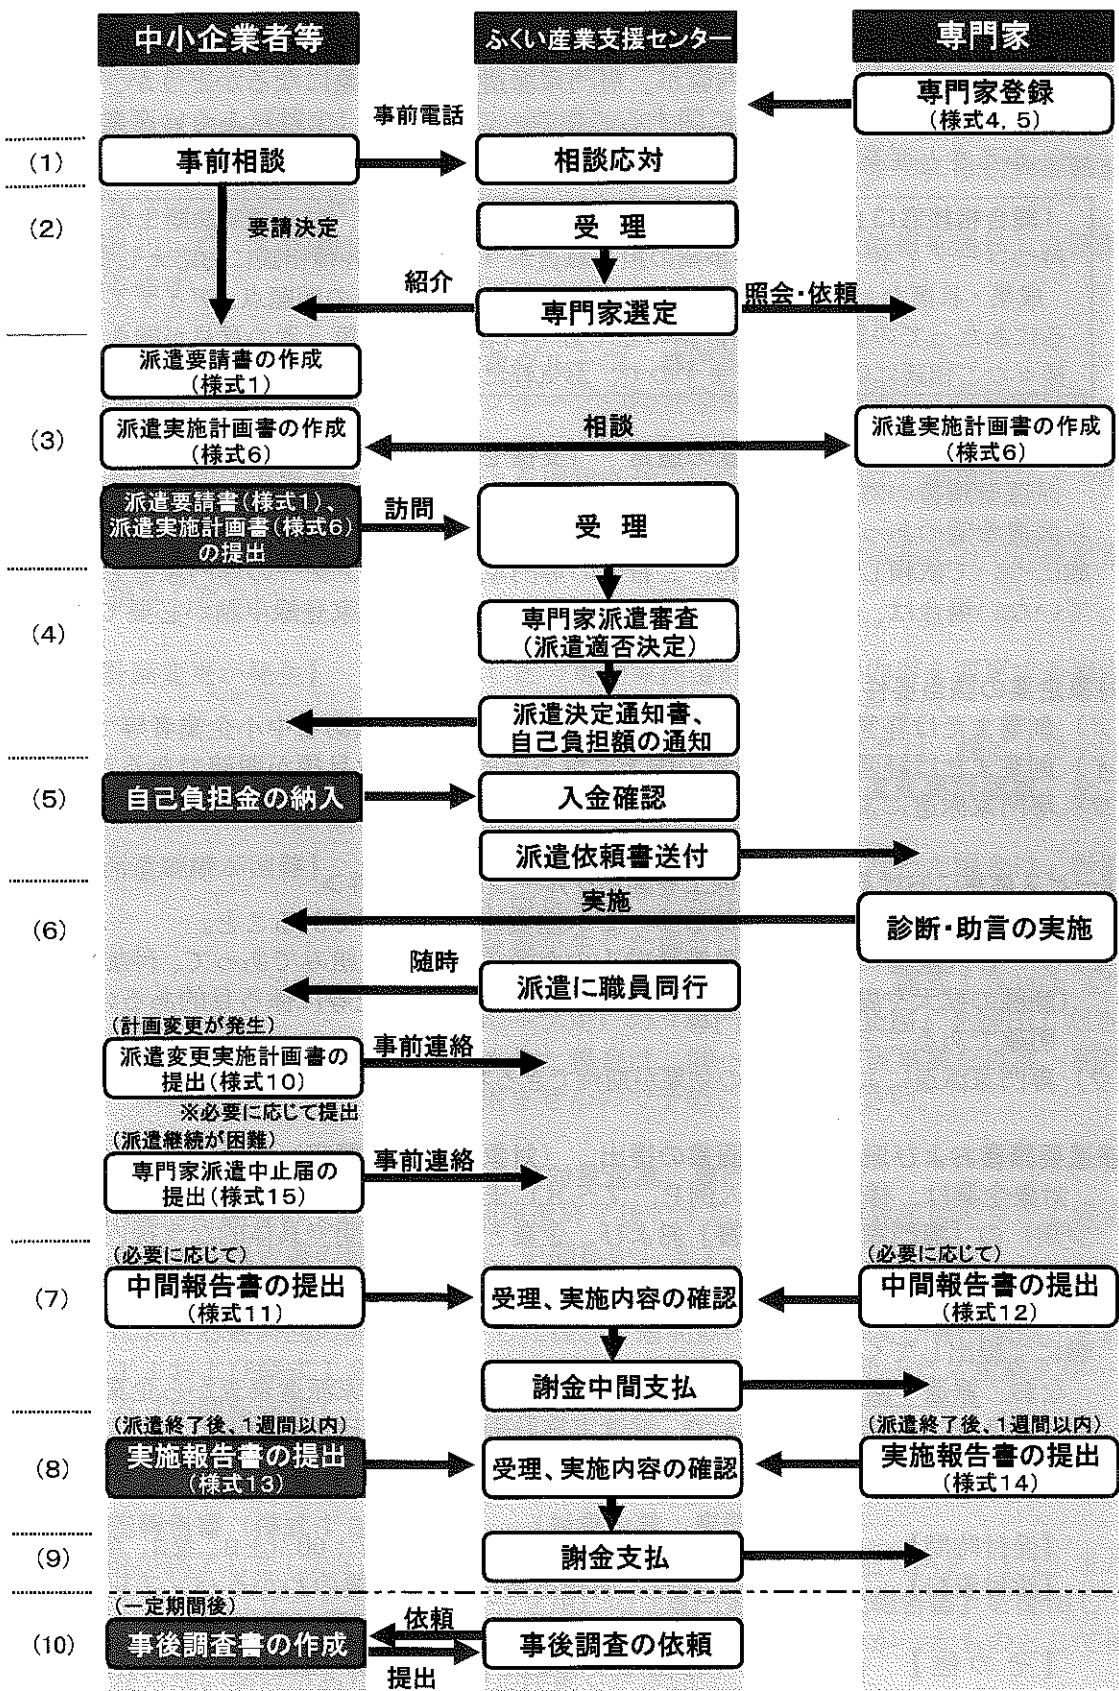 中小企業者等
ふくい産業支援センター
専門家
専門家登録
(様式4, 5)
事前電話
(1)
事前相談
相談応対
(2)
要請決定
受　理
紹介
専門家選定
照会・依頼
派遣要請書の作成
(様式1)
(3)
派遣実施計画書の作成
(様式6)
相談
派遣実施計画書の作成
(様式6)
派遣要請書(様式1)、
派遣実施計画書(様式6)
の提出
訪問
受　理
(4)
専門家派遣審査
(派遣適否決定)
派遣決定通知書、
自己負担額の通知
(5)
自己負担金の納入
入金確認
派遣依頼書送付
(6)
実施
診断・助言の実施
随時
派遣に職員同行
(計画変更が発生)
派遣変更実施計画書の
提出(様式10)
事前連絡
※必要に応じて提出
(派遣継続が困難)
専門家派遣中止届の
提出(様式15)
事前連絡
(7)
(必要に応じて)
中間報告書の提出
(様式11)
受理、実施内容の確認
(必要に応じて)
中間報告書の提出
(様式12)
謝金中間支払
(8)
(派遣終了後、1週間以内)
実施報告書の提出
(様式13)
受理、実施内容の確認
(派遣終了後、1週間以内)
実施報告書の提出
(様式14)
(9)
謝金支払
(10)
(一定期間後)
事後調査書の作成
依頼
提出
事後調査の依頼